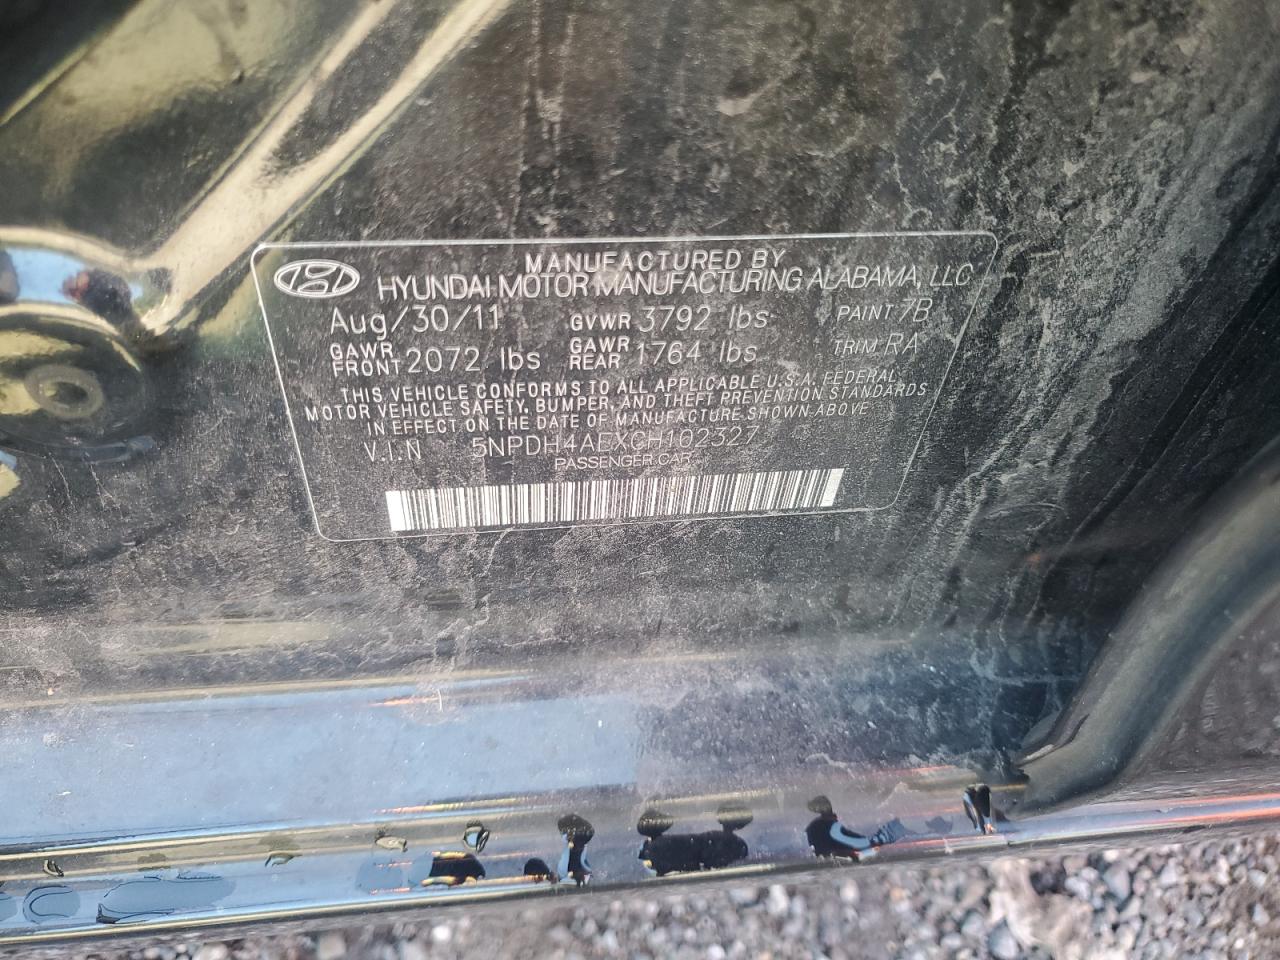 MANUFACTURED BY
HYUNDAI MOTOR MANUFACTURING ALABAMA, LLC
Aug/30/11 GVWR 3792 lbs PAINT 7B
GAWR FRONT 2072 lbs GAWR REAR 1764 lbs TRIM RA
THIS VEHICLE CONFORMS TO ALL APPLICABLE U.S.A. FEDERAL
MOTOR VEHICLE SAFETY, BUMPER, AND THEFT PREVENTION STANDARDS
IN EFFECT ON THE DATE OF MANUFACTURE SHOWN ABOVE
V.I.N 5NPDH4AEXCH102327
PASSENGER CAR